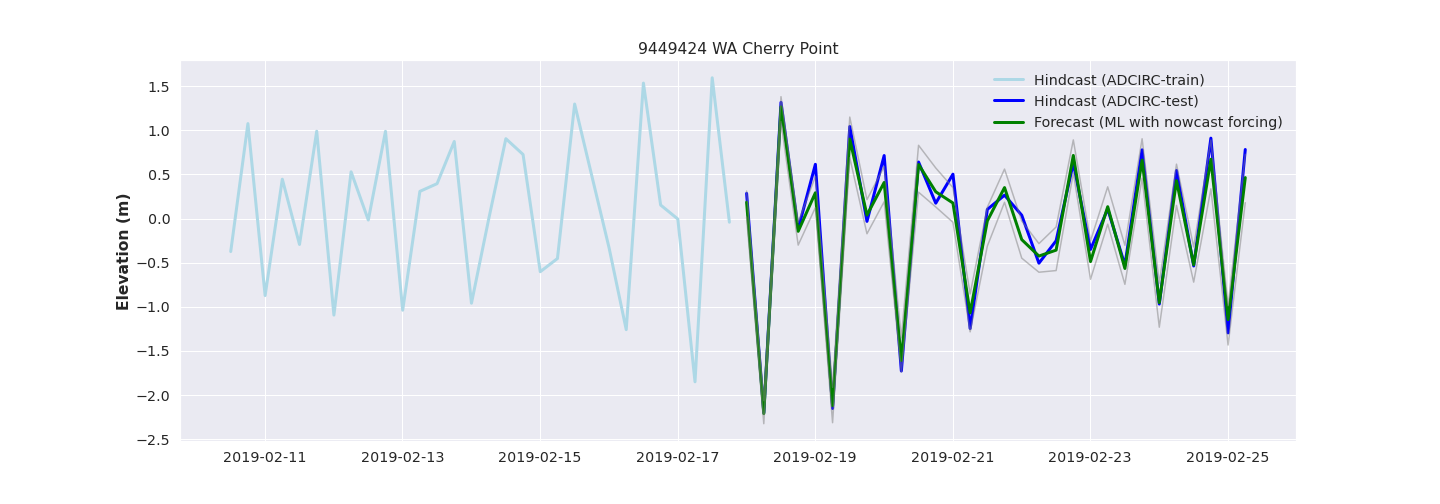 9449424 WA Cherry Point
Hindcast (ADCIRC-train)
Hindcast (ADCIRC-test)
Forecast (ML with nowcast forcing)
Elevation (m)
1.5
1.0
0.5
0.0
−0.5
−1.0
−1.5
−2.0
−2.5
2019-02-11 2019-02-13 2019-02-15 2019-02-17 2019-02-19 2019-02-21 2019-02-23 2019-02-25